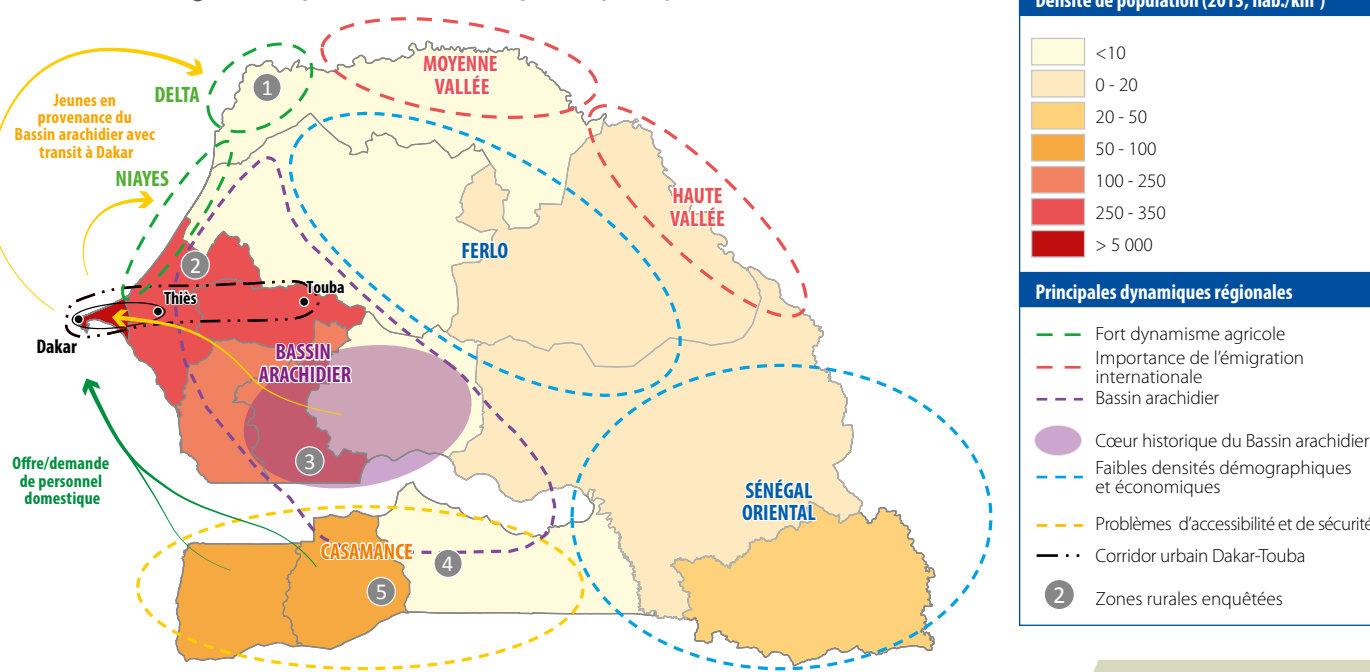 Densité de population (2013, hab./km²)
<10
0 - 20
20 - 50
50 - 100
100 - 250
250 - 350
> 5 000
Principales dynamiques régionales
Fort dynamisme agricole
Importance de l'émigration
internationale
Bassin arachidier
Cœur historique du Bassin arachidier
Faibles densités démographiques
et économiques
Problèmes d'accessibilité et de sécurité
Corridor urbain Dakar-Touba
2
Zones rurales enquêtées
MOYENNE
VALLÉE
1
DELTA
Jeunes en
provenance du
Bassin arachidier avec
transit à Dakar
NIAYES
HAUTE
VALLÉE
FERLO
2
Touba
Thiès
Dakar
BASSIN
ARACHIDIER
3
Offre/demande
de personnel
domestique
SÉNÉGAL
ORIENTAL
CASAMANCE
4
5